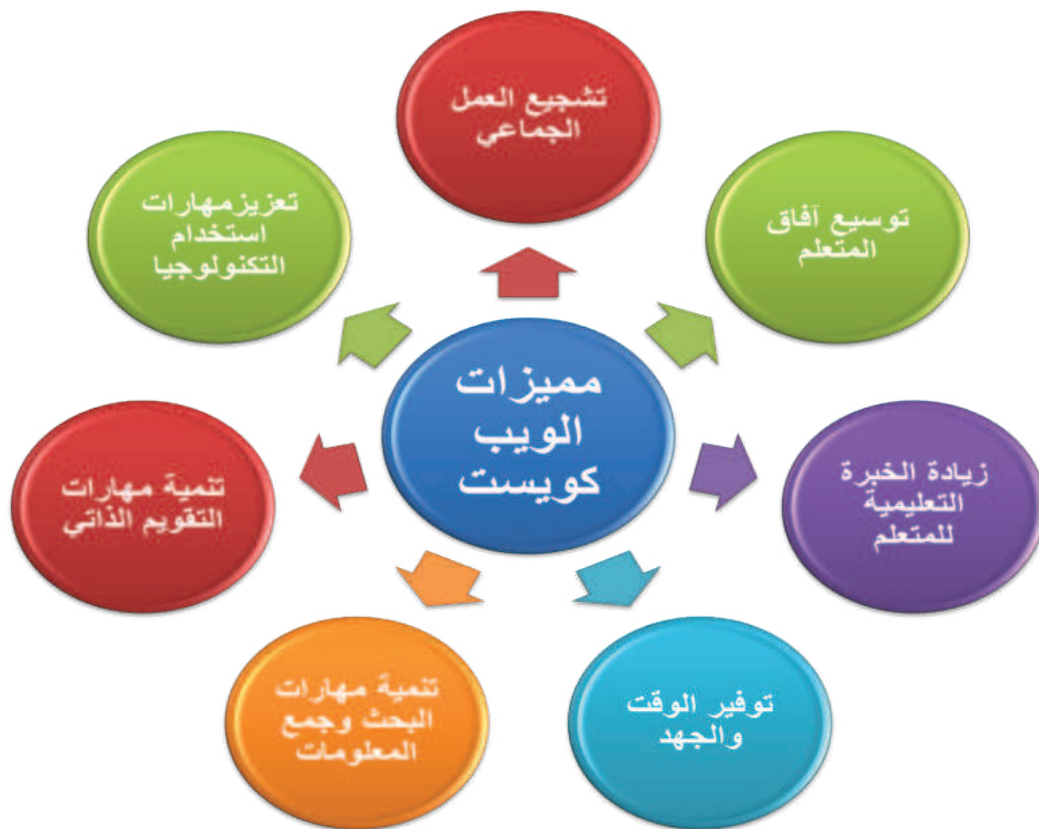 تشجيع العمل
الجماعي
توسيع آفاق
المتعلم
زيادة الخبرة
التعليمية
للمتعلم
توفير الوقت
والجهد
تنمية مهارات
البحث وجمع
المعلومات
تنمية مهارات
التقويم الذاتي
تعزيزمهارات
استخدام
التكنولوجيا
مميزات
الويب
كويست